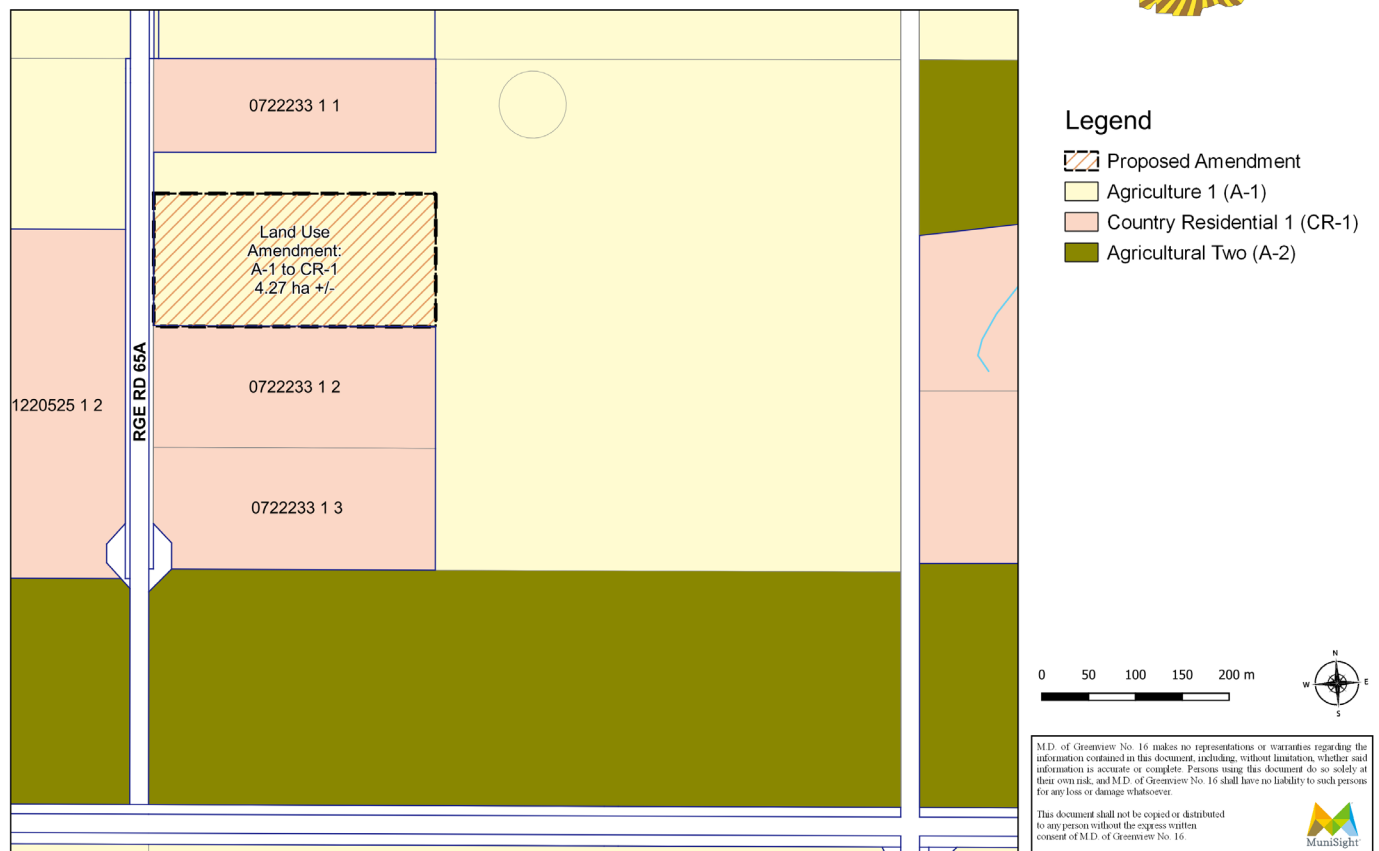 0722233 1 1
Land Use
Amendment:
A-1 to CR-1
4.27 ha +/-
RGE RD 65A
0722233 1 2
1220525 1 2
0722233 1 3
Legend
Proposed Amendment
Agriculture 1 (A-1)
Country Residential 1 (CR-1)
Agricultural Two (A-2)
0 50 100 150 200 m
N
W E
S
M.D. of Greenview No. 16 makes no representations or warranties regarding the
information contained in this document, including, without limitation, whether said
information is accurate or complete. Persons using this document do so solely at
their own risk, and M.D. of Greenview No. 16 shall have no liability to such persons
for any loss or damage whatsoever.
This document shall not be copied or distributed
to any person without the express written
consent of M.D. of Greenview No. 16.
MuniSight